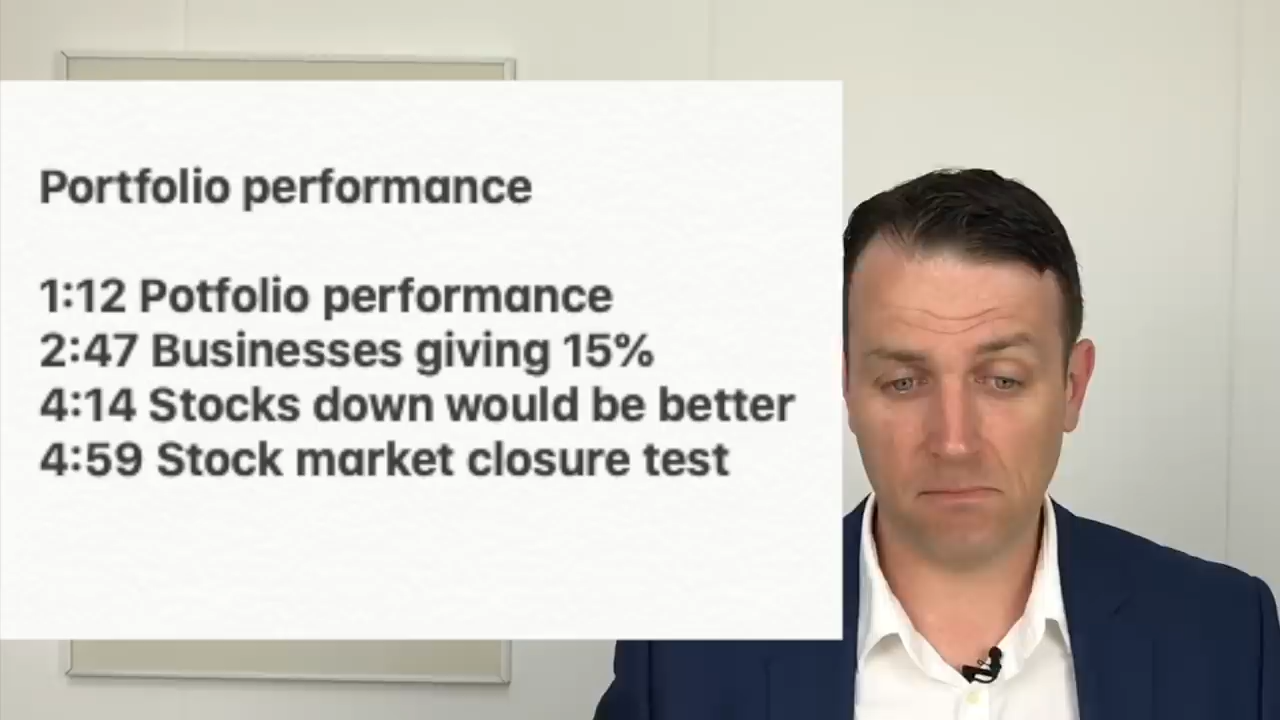 Portfolio performance
1:12 Potfolio performance
2:47 Businesses giving 15%
4:14 Stocks down would be better
4:59 Stock market closure test